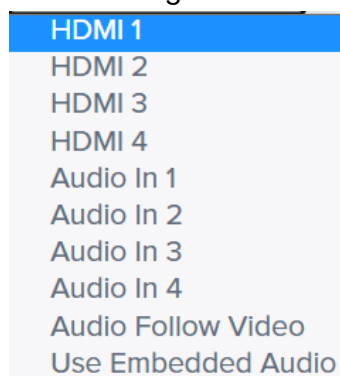 HDMI 1
HDMI 2
HDMI 3
HDMI 4
Audio In 1
Audio In 2
Audio In 3
Audio In 4
Audio Follow Video
Use Embedded Audio